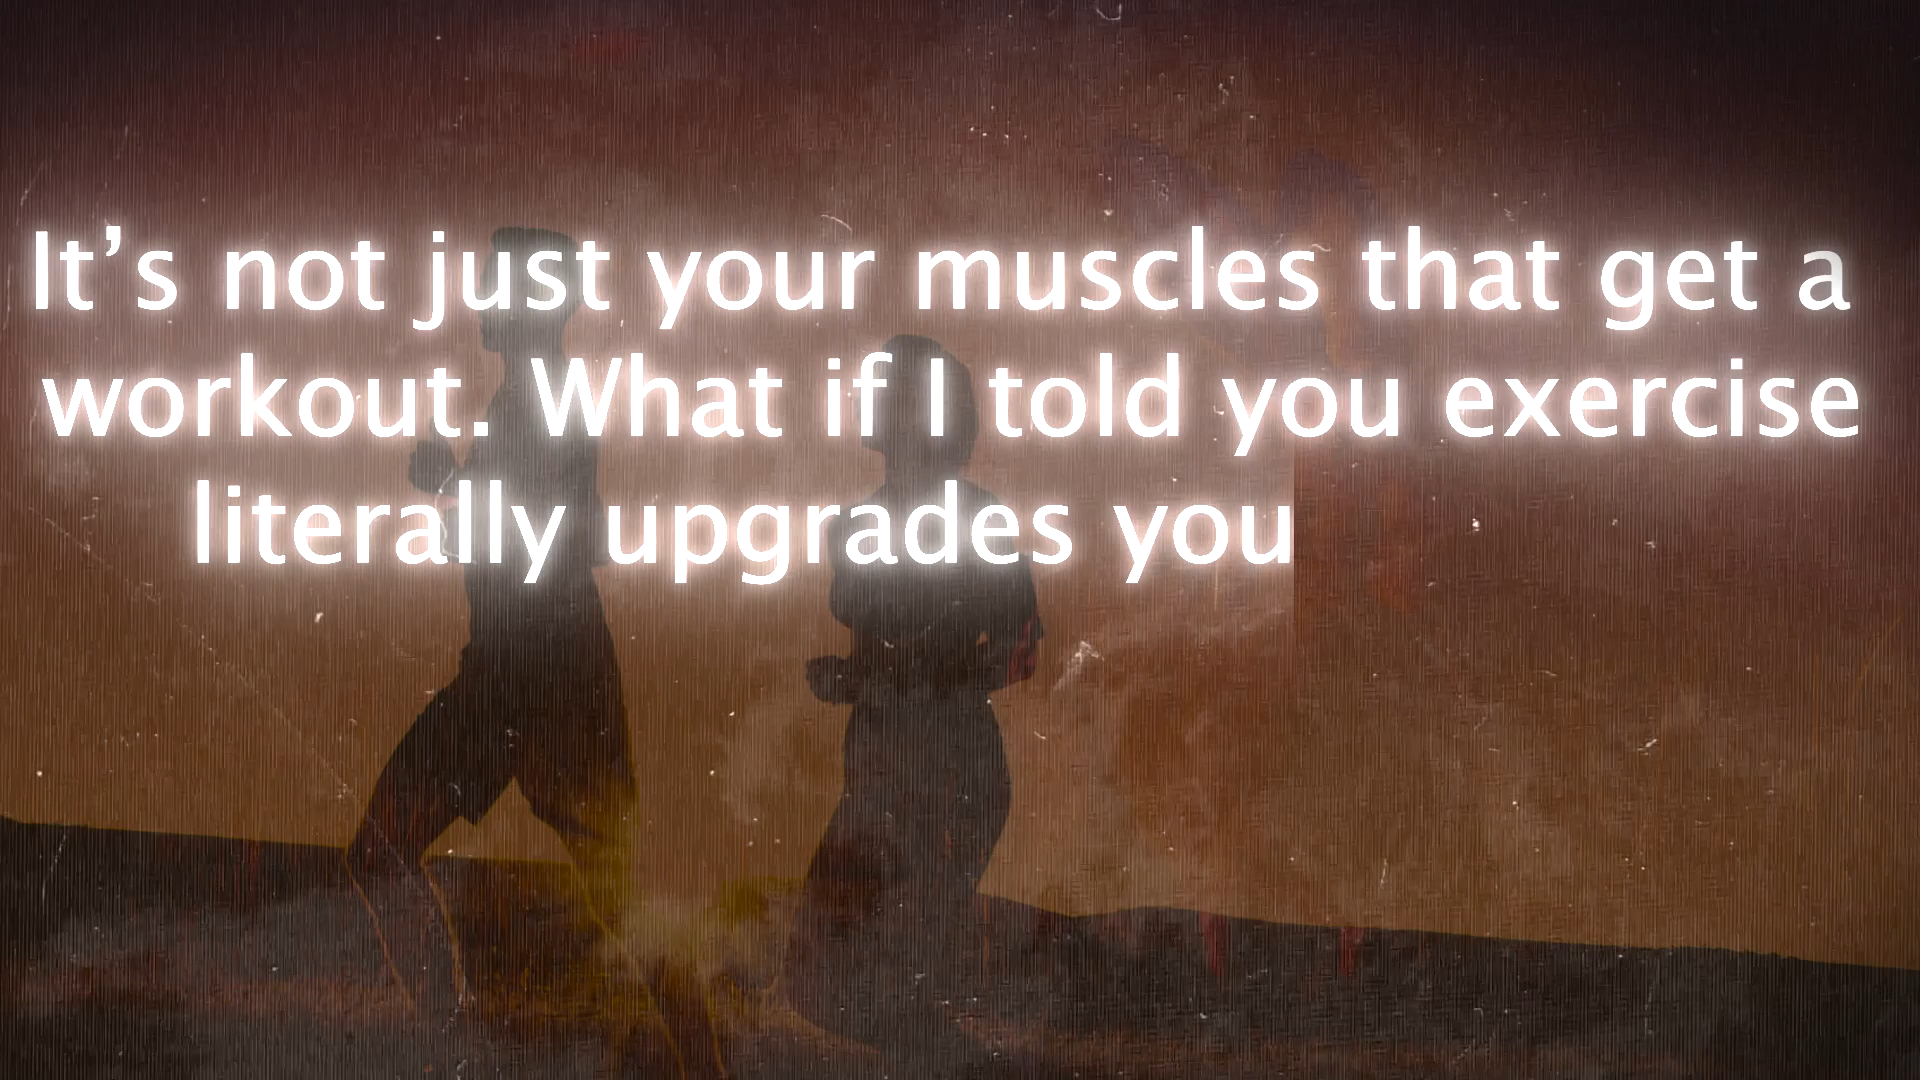 It’s not just your muscles that get a
workout. What if I told you exercise
literally upgrades you